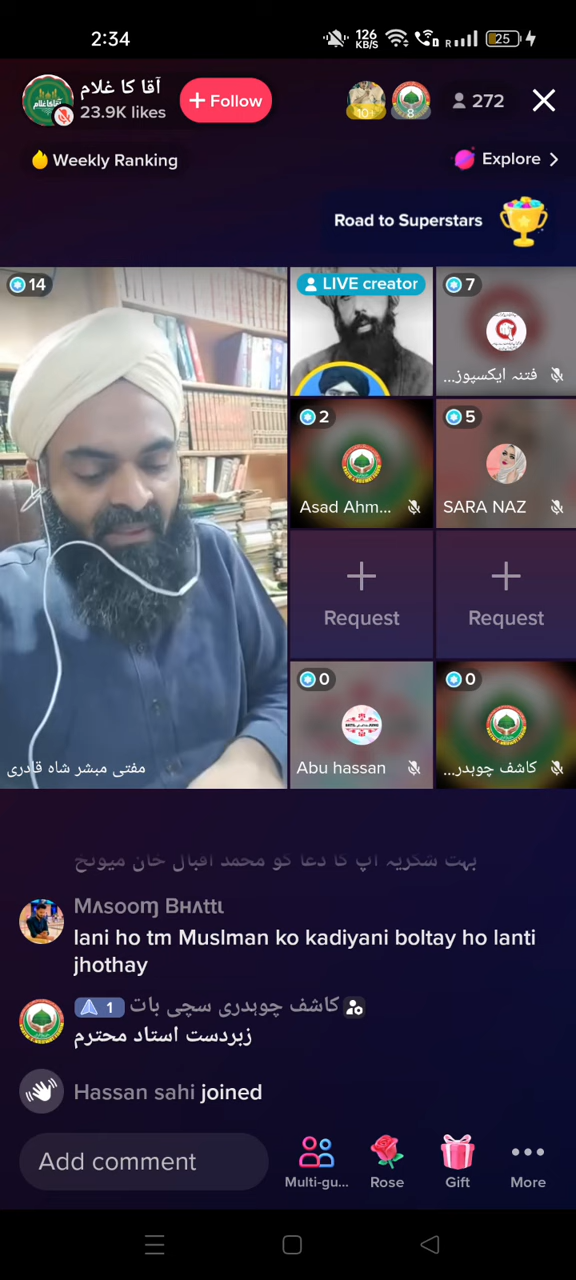 2:34
126
KB/S
R
25
آقا کا غلام
23.9K likes
+ Follow
10+
8
272
Weekly Ranking
Explore
Road to Superstars
14
LIVE creator
7
فتنہ ایکسپوز...
2
5
Asad Ahm...
SARA NAZ
Request
Request
0
0
مفتی مبشر شاہ قادری
Abu hassan
کاشف چوہدر...
بہت شکریہ آپ کا دعا گو محمد اقبال خان میونخ
Mᴧsooɱ Bʜᴧttι
lani ho tm Muslman ko kadiyani boltay ho lanti
jhothay
1 کاشف چوہدری سچی بات
زبردست استاد محترم
Hassan sahi joined
Add comment
Multi-gu...
Rose
Gift
More